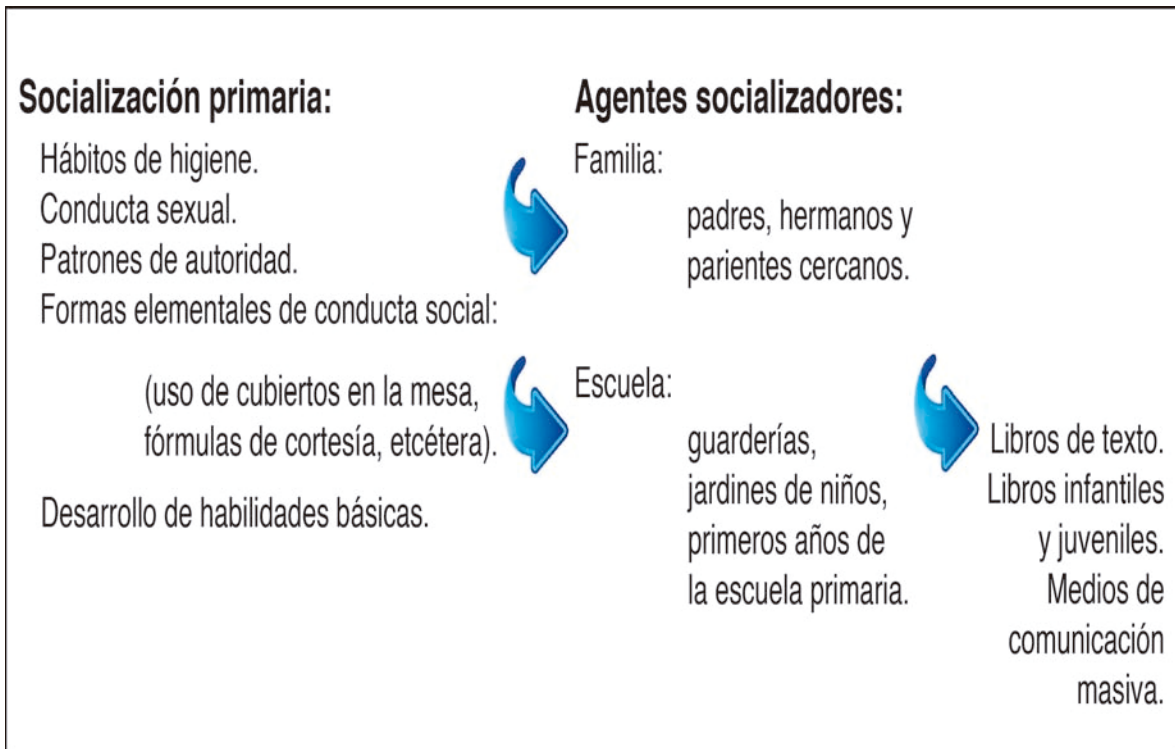 Socialización primaria:
Hábitos de higiene.
Conducta sexual.
Patrones de autoridad.
Formas elementales de conducta social:
(uso de cubiertos en la mesa,
fórmulas de cortesía, etcétera).
Desarrollo de habilidades básicas.
Agentes socializadores:
Familia:
padres, hermanos y
parientes cercanos.
Escuela:
guarderías,
jardines de niños,
primeros años de
la escuela primaria.
Libros de texto.
Libros infantiles
y juveniles.
Medios de
comunicación
masiva.